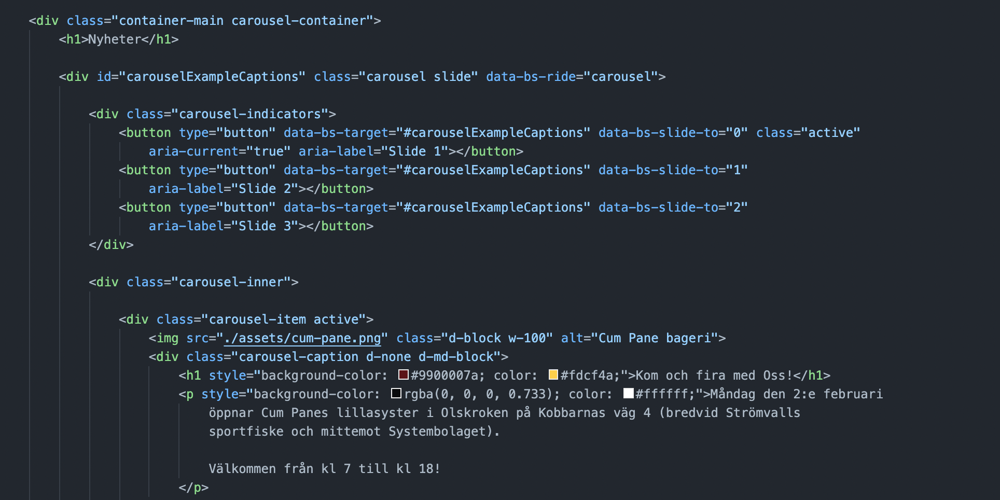 <div class="container-main carousel-container">
<h1>Nyheter</h1>
<div id="carouselExampleCaptions" class="carousel slide" data-bs-ride="carousel">
<div class="carousel-indicators">
<button type="button" data-bs-target="#carouselExampleCaptions" data-bs-slide-to="0" class="active"
aria-current="true" aria-label="Slide 1"></button>
<button type="button" data-bs-target="#carouselExampleCaptions" data-bs-slide-to="1"
aria-label="Slide 2"></button>
<button type="button" data-bs-target="#carouselExampleCaptions" data-bs-slide-to="2"
aria-label="Slide 3"></button>
</div>
<div class="carousel-inner">
<div class="carousel-item active">
<img src="./assets/cum-pane.png" class="d-block w-100" alt="Cum Pane bageri">
<div class="carousel-caption d-none d-md-block">
<h1 style="background-color: #9900007a; color: #fdcf4a;">Kom och fira med Oss!</h1>
<p style="background-color: rgba(0, 0, 0, 0.733); color: #ffffff;">Måndag den 2:e februari
öppnar Cum Panes lillasyster i Olskroken på Kobbarnas väg 4 (bredvid Strömvalls
sportfiske och mittemot Systembolaget).
Välkommen från kl 7 till kl 18!
</p>